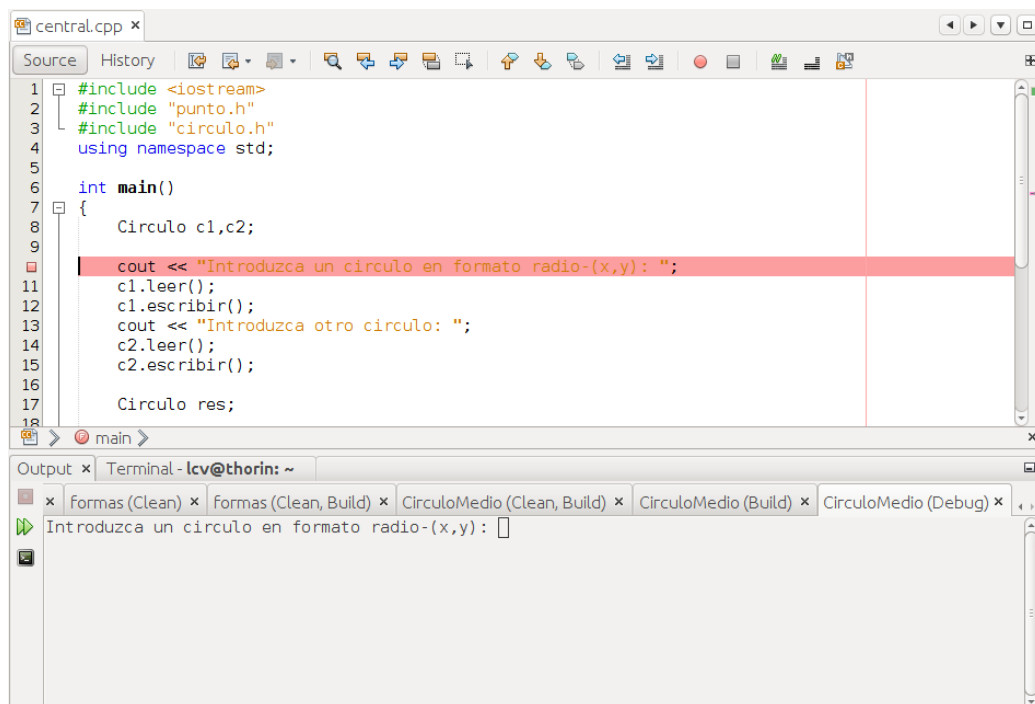 central.cpp
Source History
1 #include <iostream>
2 #include "punto.h"
3 #include "circulo.h"
4 using namespace std;
5
6 int main()
7 {
8 Circulo c1,c2;
9
cout << "Introduzca un circulo en formato radio-(x,y): ";
11 c1.leer();
12 c1.escribir();
13 cout << "Introduzca otro circulo: ";
14 c2.leer();
15 c2.escribir();
16
17 Circulo res;
18
main
Output Terminal - lcv@thorin: ~
formas (Clean) formas (Clean, Build) CirculoMedio (Clean, Build) CirculoMedio (Build) CirculoMedio (Debug)
Introduzca un circulo en formato radio-(x,y):